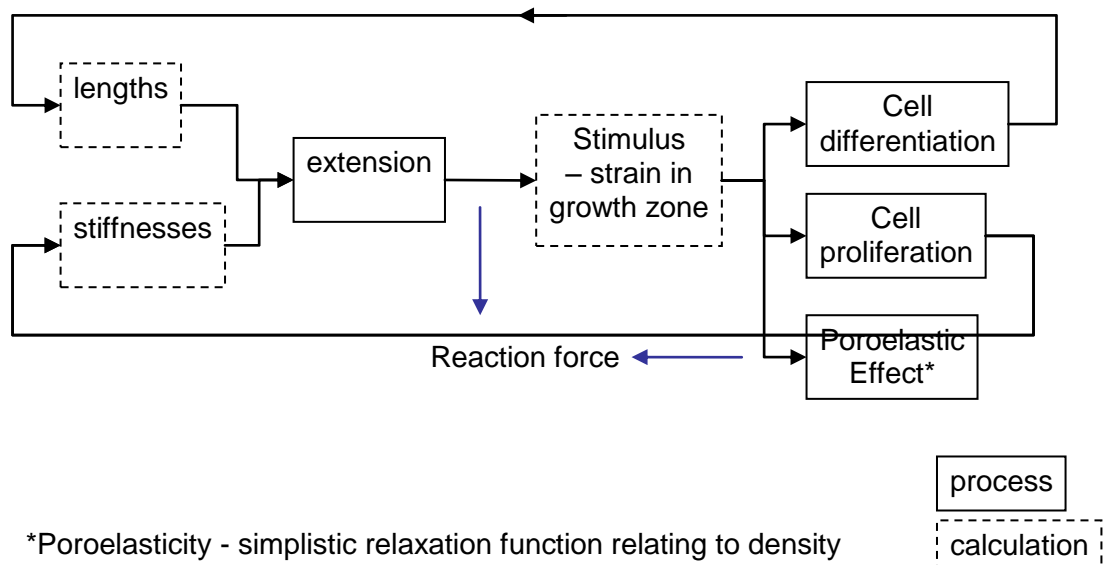 lengths
stiffnesses
extension
Stimulus
– strain in
growth zone
Cell
differentiation
Cell
proliferation
Poroelastic
Effect*
Reaction force
process
calculation
*Poroelasticity - simplistic relaxation function relating to density